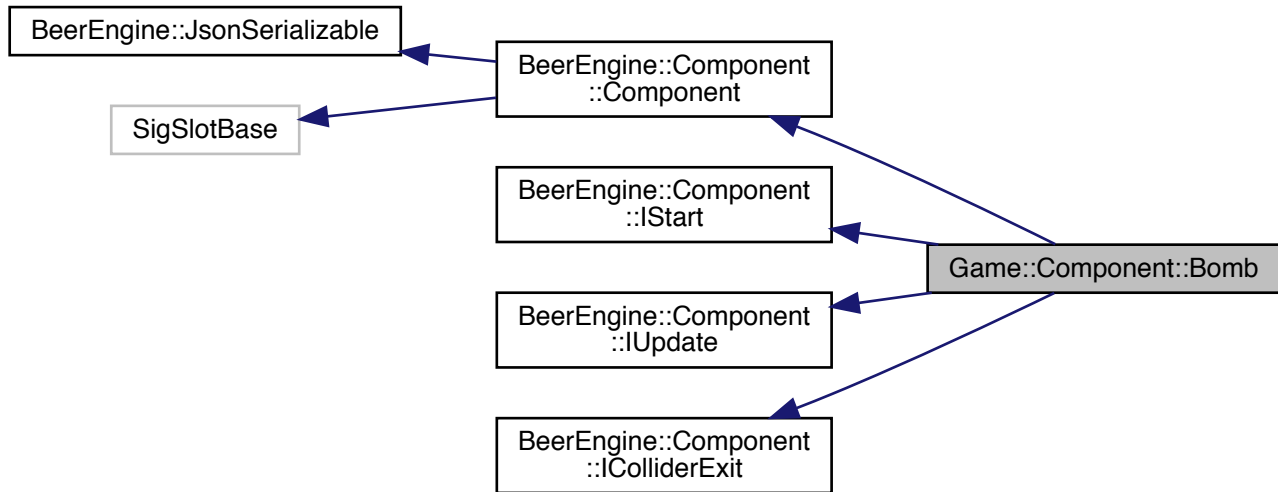 BeerEngine::JsonSerializable
SigSlotBase
BeerEngine::Component
::Component
BeerEngine::Component
::IStart
BeerEngine::Component
::IUpdate
BeerEngine::Component
::IColliderExit
Game::Component::Bomb